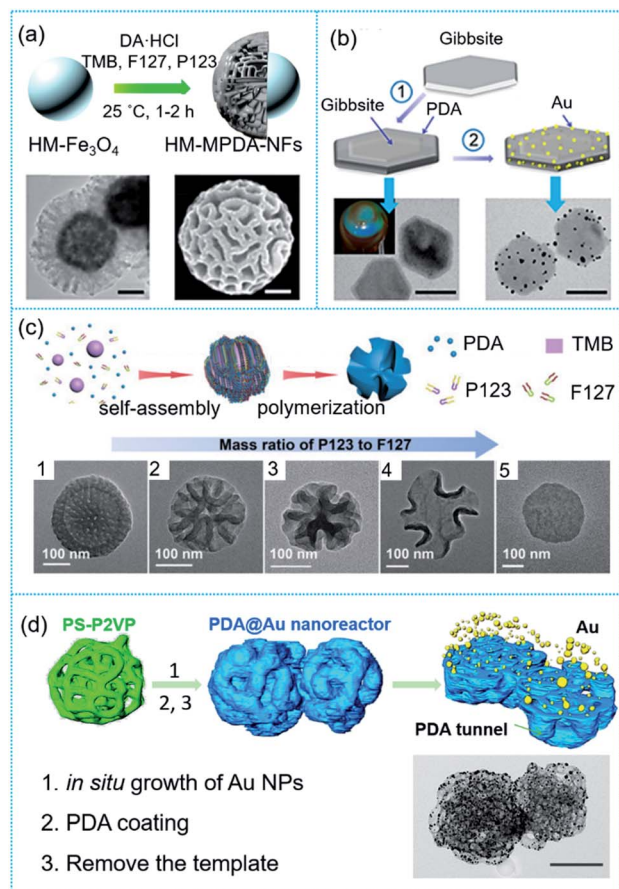 (a)
DA·HCl
TMB, F127, P123
25 ˚C, 1-2 h
HM-Fe₃O₄
HM-MPDA-NFs
(b)
Gibbsite
1
Gibbsite
PDA
2
Au
(c)
self-assembly
polymerization
PDA
TMB
P123
F127
Mass ratio of P123 to F127
1
2
3
4
5
100 nm
100 nm
100 nm
100 nm
100 nm
(d)
PS-P2VP
PDA@Au nanoreactor
Au
1
2, 3
PDA tunnel
1. in situ growth of Au NPs
2. PDA coating
3. Remove the template